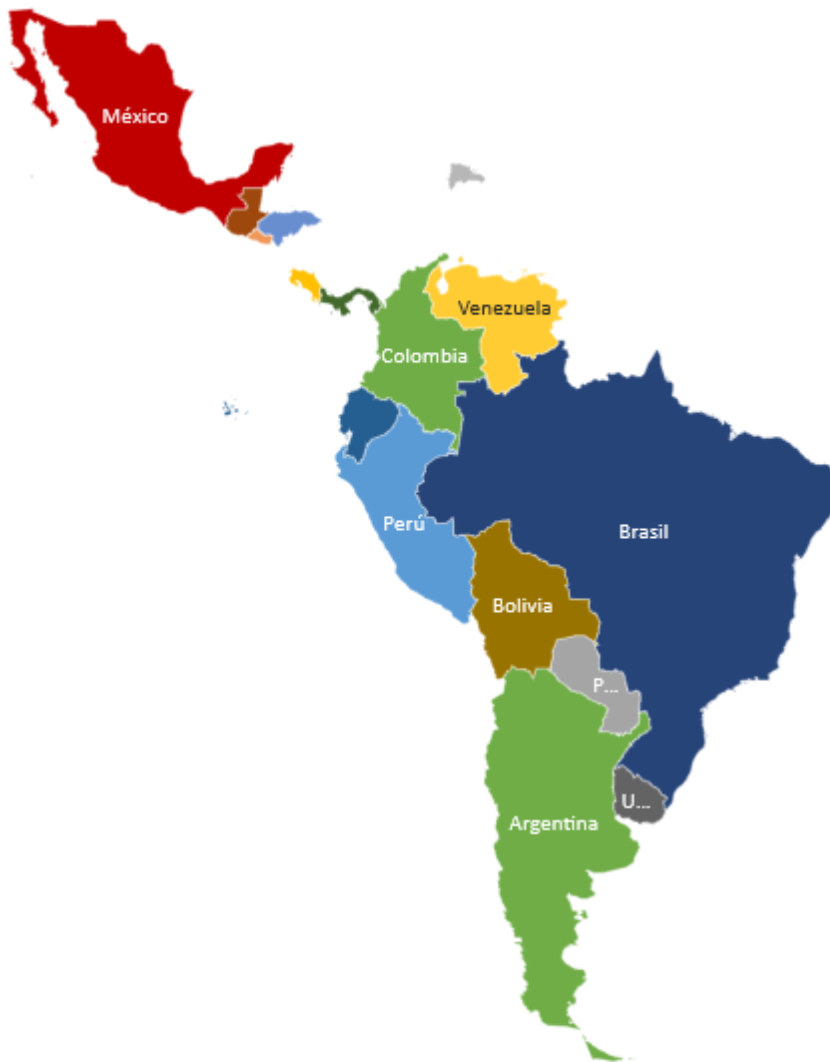 México
Venezuela
Colombia
Perú
Brasil
Bolivia
P...
Argentina
U...